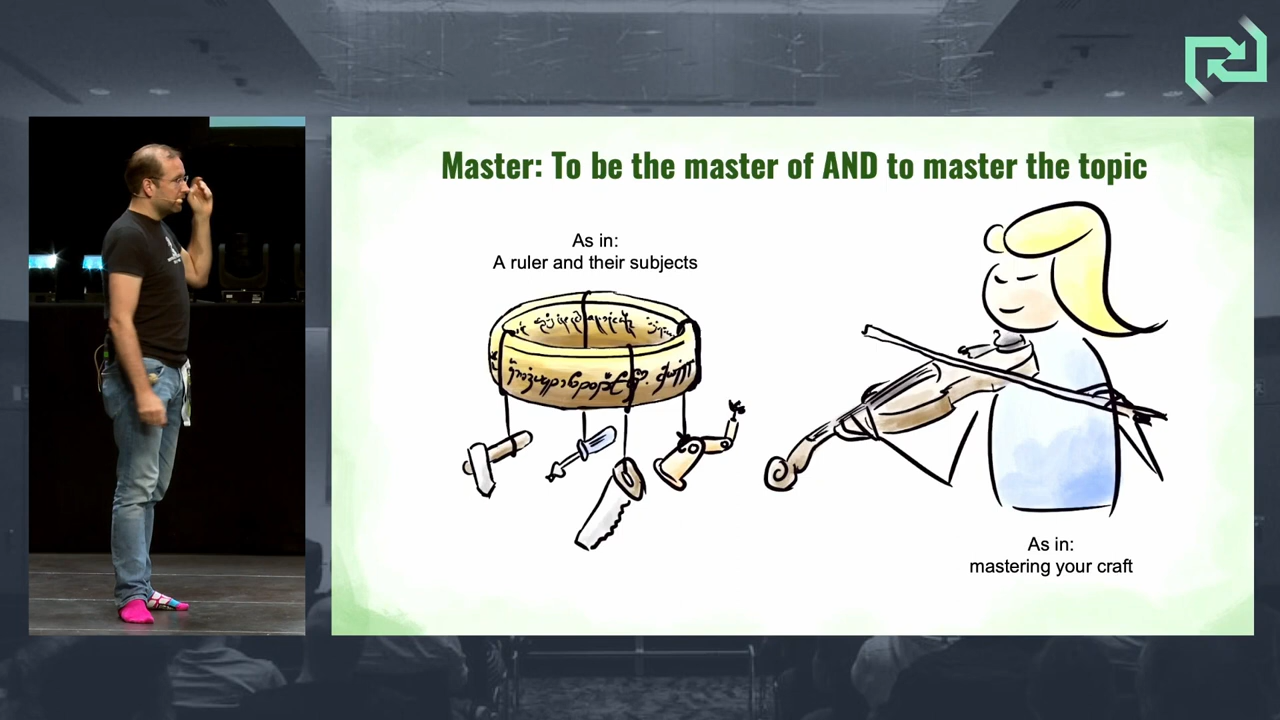 Master: To be the master of AND to master the topic
As in:
A ruler and their subjects
As in:
mastering your craft